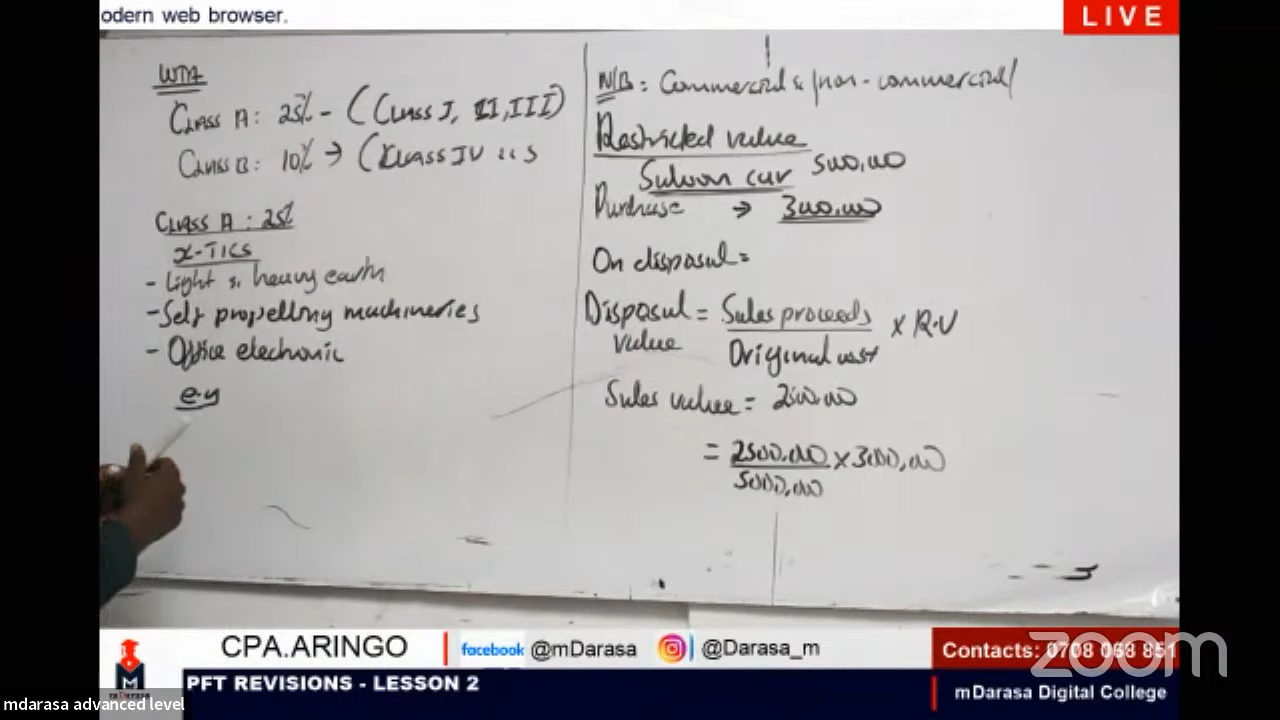 odern web browser.
LIVE
WTA
CLASS A: 25% - (CLASS I, II, III)
CLASS B: 10% → (CLASS IV
CLASS A: 25%
X-TICS
- Light & heavy earth
- Self propelling machineries
- Office electronic
e.g
N/B: Commercial & (non-commercial)
Restricted value
Saloon car 5000,000
Purchase → 3000,000
On disposal =
Disposal value = Sales proceeds / Original cost × R.V
Sales value = 2500,000
= 2500,000 / 5000,000 × 3000,000
CPA.ARINGO
facebook @mDarasa
@Darasa_m
Contacts: 0708 068 851
zoom
PFT REVISIONS - LESSON 2
mDarasa Digital College
mdarasa advanced level